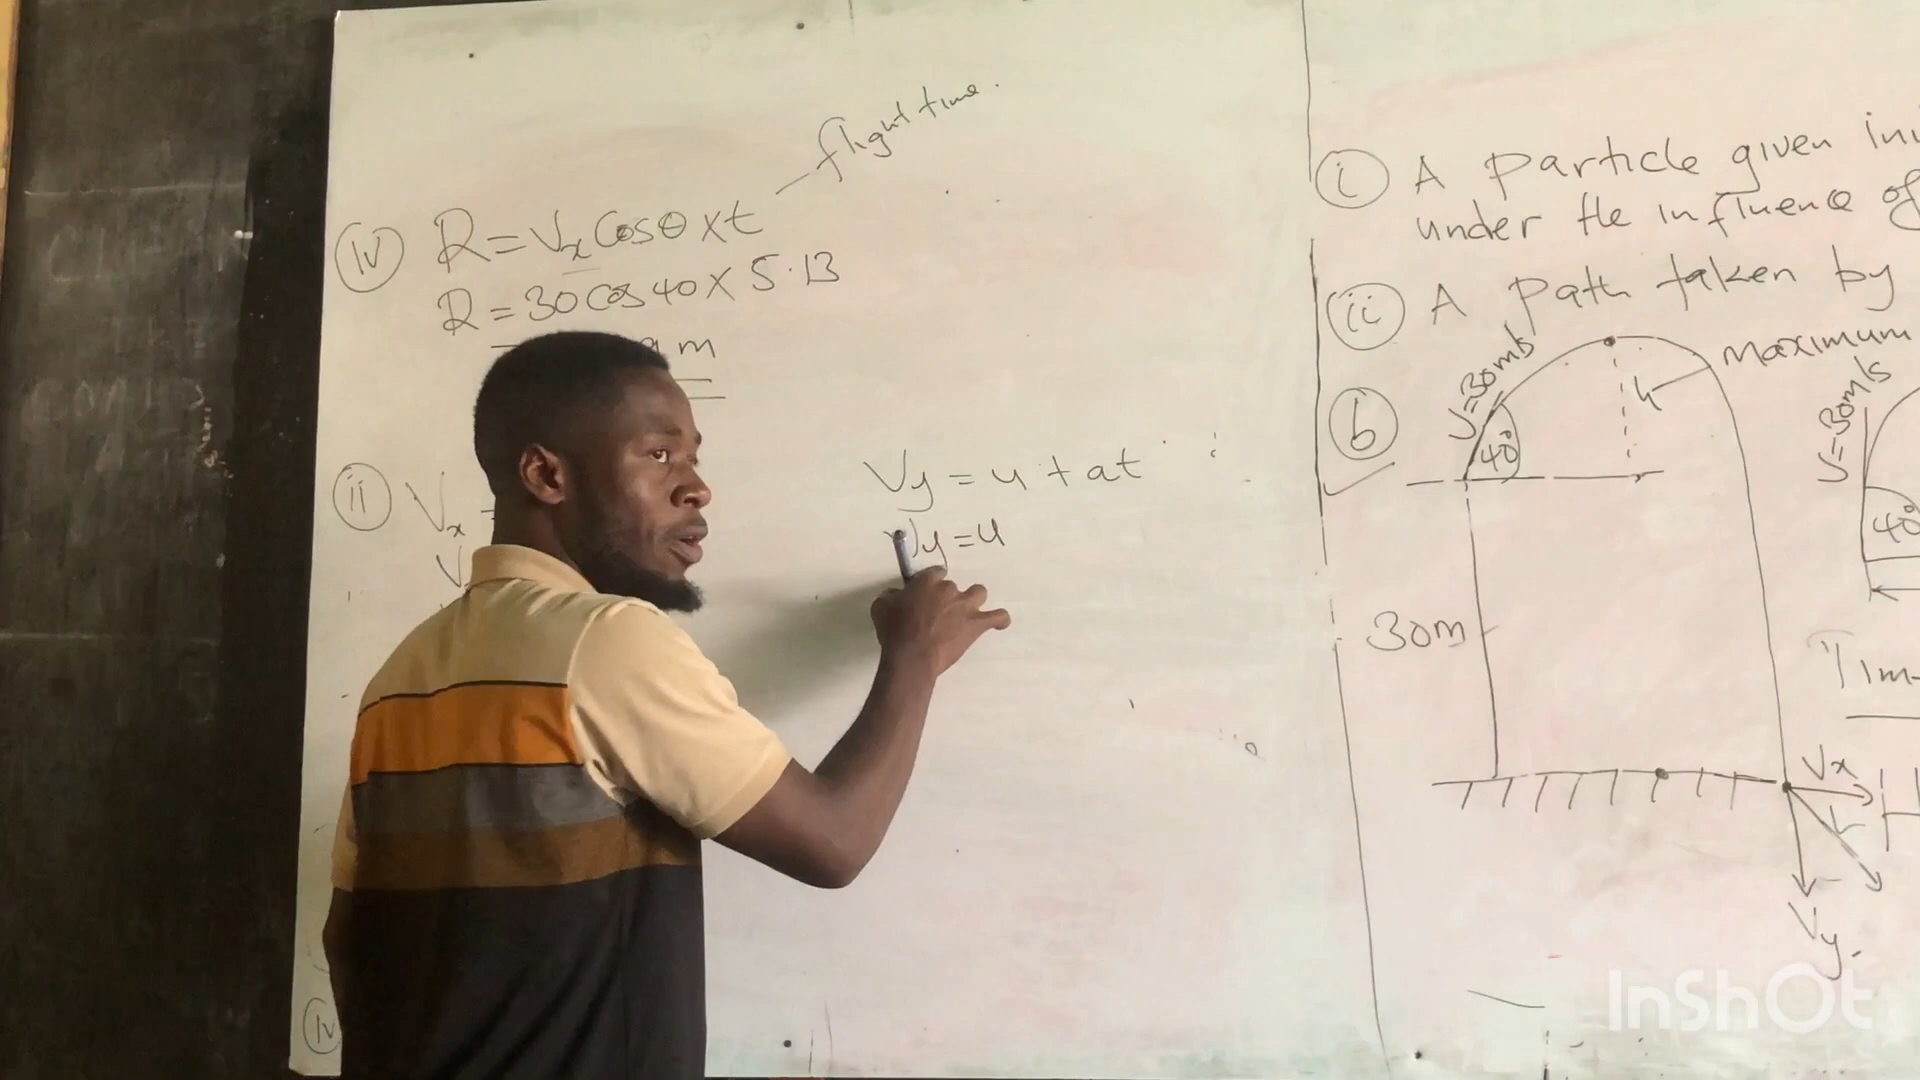 flight time.
iv R = Vx Cosθ x t
R = 30 cos 40 x 5.13
m
ii Vx
V
Vy = u + at
Vy = u
i A particle given
under the influence of
ii A path taken by
b
U=30m/s
40°
h
maximum
30m
Vx
Vy
U=30m/s
40°
iv
InShOt